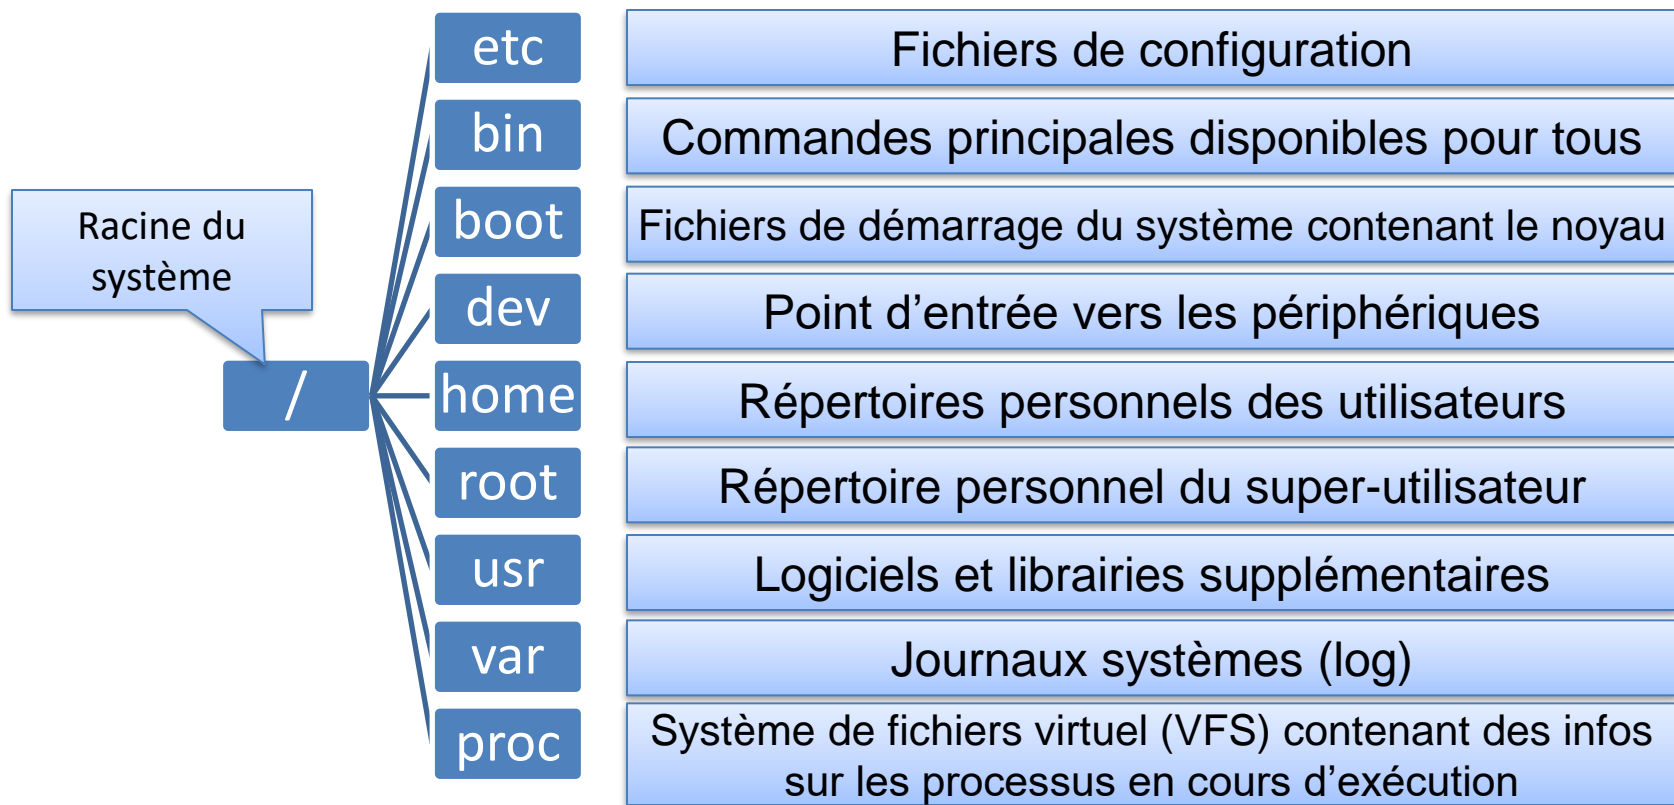 etc
Fichiers de configuration
bin
Commandes principales disponibles pour tous
boot
Fichiers de démarrage du système contenant le noyau
Racine du
système
dev
Point d’entrée vers les périphériques
/
home
Répertoires personnels des utilisateurs
root
Répertoire personnel du super-utilisateur
usr
Logiciels et librairies supplémentaires
var
Journaux systèmes (log)
proc
Système de fichiers virtuel (VFS) contenant des infos
sur les processus en cours d’exécution